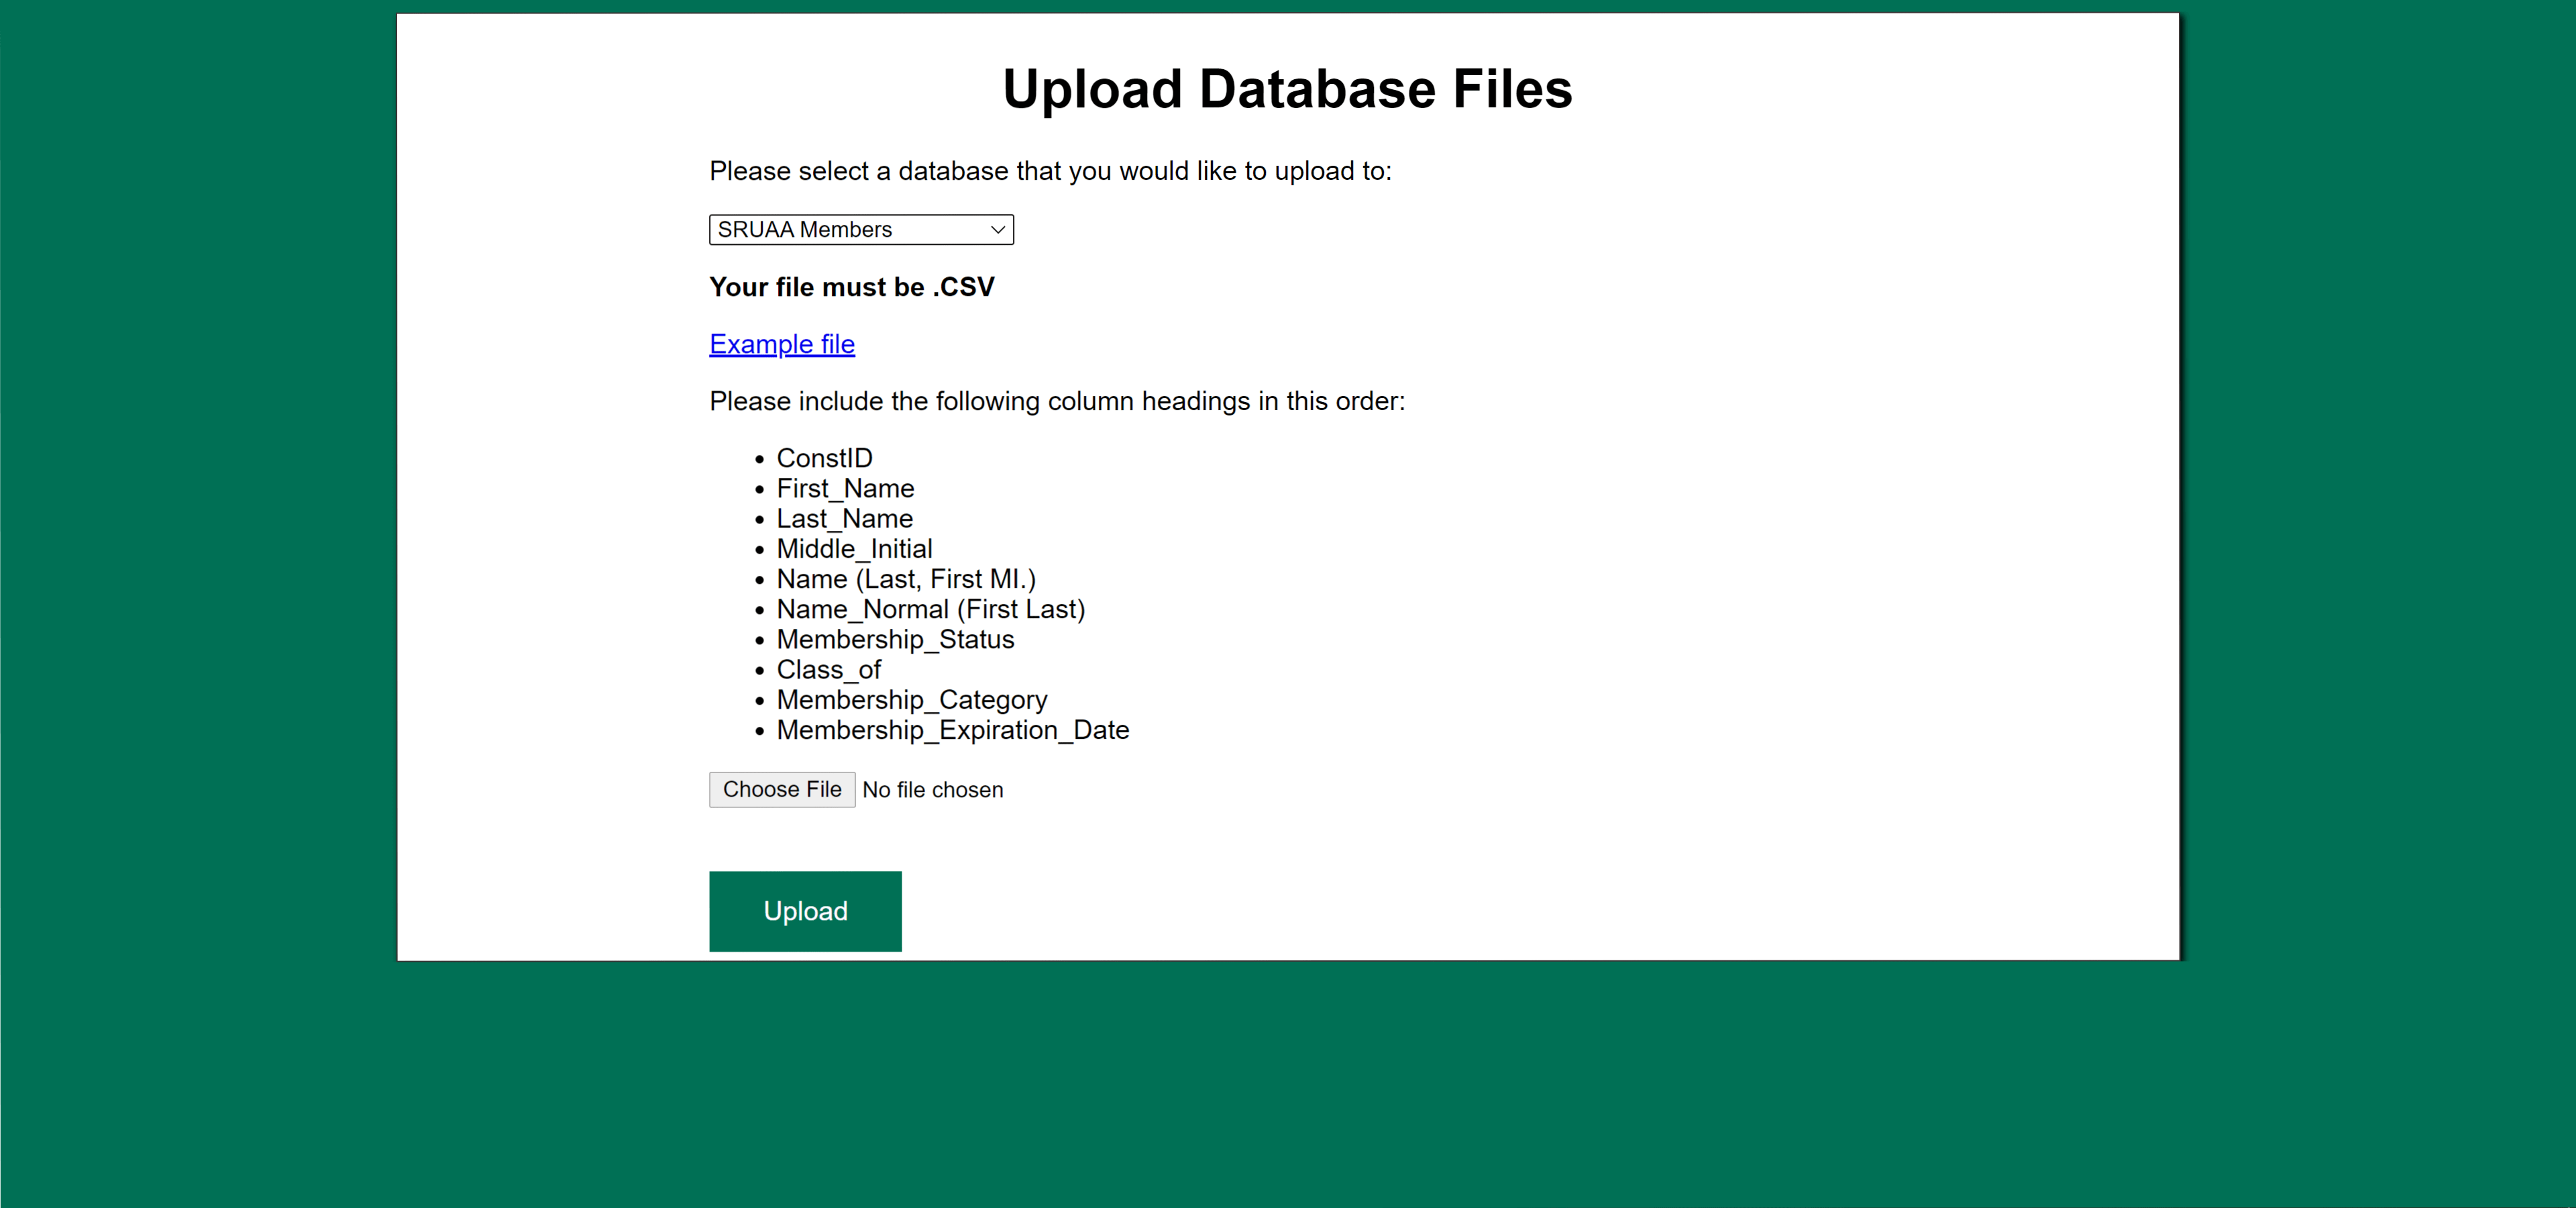 Upload Database Files
Please select a database that you would like to upload to:
SRUAA Members
Your file must be .CSV
Example file
Please include the following column headings in this order:
• ConstID
• First_Name
• Last_Name
• Middle_Initial
• Name (Last, First MI.)
• Name_Normal (First Last)
• Membership_Status
• Class_of
• Membership_Category
• Membership_Expiration_Date
Choose File No file chosen
Upload